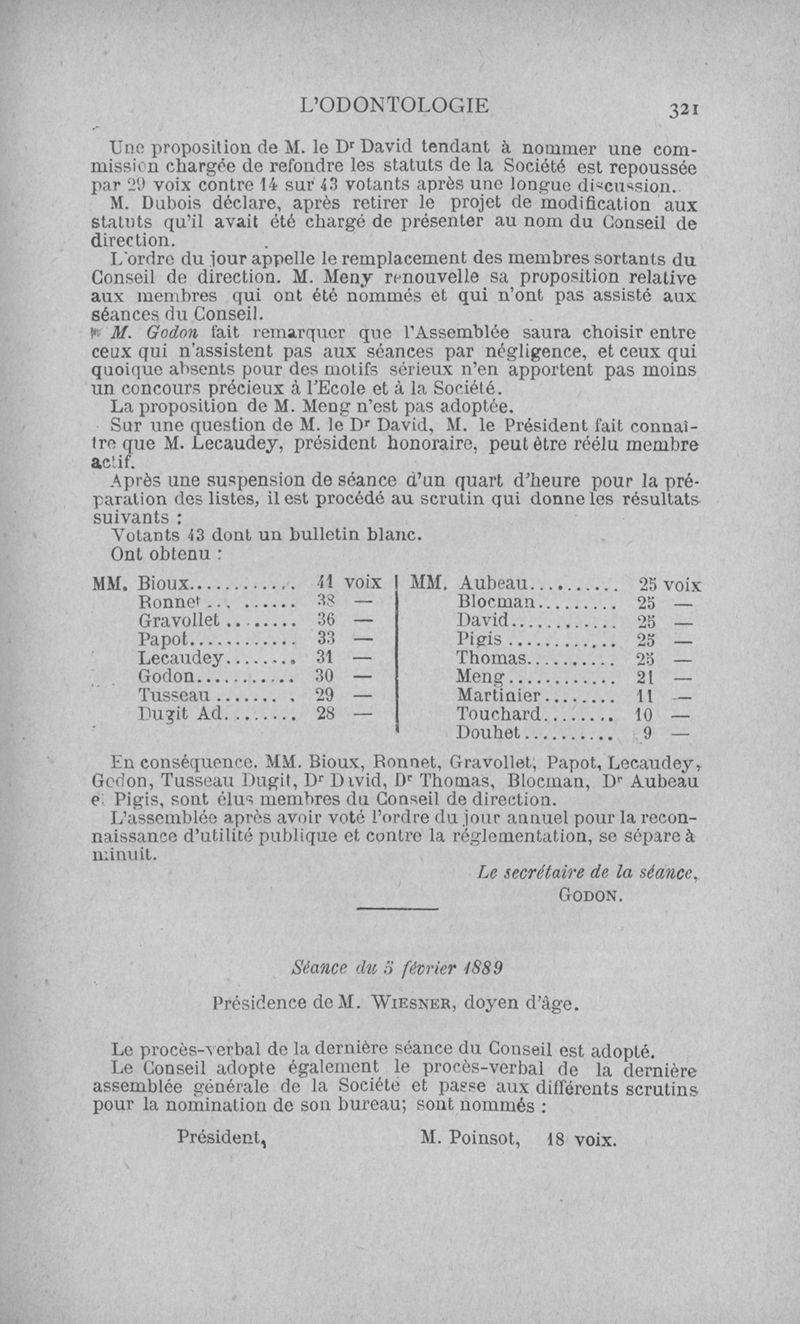 L'ODONTOLOGIE 321
Une proposition de M. le Dr David tendant à nommer une com-
mission chargée de refondre les statuts de la Société est repoussée
par 29 voix contre 14 sur 43 votants après une longue discussion.
M. Dubois déclare, après retirer le projet de modification aux
statuts qu'il avait été chargé de présenter au nom du Conseil de
direction.
L'ordre du jour appelle le remplacement des membres sortants du
Conseil de direction. M. Meny renouvelle sa proposition relative
aux membres qui ont été nommés et qui n'ont pas assisté aux
séances du Conseil.
M. Godon fait remarquer que l'Assemblée saura choisir entre
ceux qui n'assistent pas aux séances par négligence, et ceux qui
quoique absents pour des motifs sérieux n'en apportent pas moins
un concours précieux à l'Ecole et à la Société.
La proposition de M. Meng n'est pas adoptée.
Sur une question de M. le Dr David, M. le Président fait connaî-
tre que M. Lecaudey, président honoraire, peut être réélu membre
actif.
Après une suspension de séance d'un quart d'heure pour la pré-
paration des listes, il est procédé au scrutin qui donne les résultats
suivants :
Votants 43 dont un bulletin blanc.
Ont obtenu :
MM. Bioux............. 41 voix
Ronnet... ....... 38 —
Gravollet......... 36 —
Papot............. 33 —
Lecaudey......... 31 —
Godon............ 30 —
Tusseau........ . 29 —
Dugit Ad......... 28 —
MM. Aubeau........... 25 voix
Blocman......... 25 —
David............. 25 —
Pigis............. 25 —
Thomas.......... 25 —
Meng............. 21 —
Martinier......... 11 —
Touchard......... 10 —
Douhet........... 9 —
En conséquence. MM. Bioux, Ronnet, Gravollet, Papot, Lecaudey,
Godon, Tusseau Dugit, Dr David, Dr Thomas, Blocman, Dr Aubeau
et Pigis, sont élus membres du Conseil de direction.
L'assemblée après avoir voté l'ordre du jour annuel pour la recon-
naissance d'utilité publique et contre la réglementation, se sépare à
minuit.
Le secrétaire de la séance,
GODON.
Séance du 5 février 1889
Présidence de M. WIESNER, doyen d'âge.
Le procès-verbal de la dernière séance du Conseil est adopté.
Le Conseil adopte également le procès-verbal de la dernière
assemblée générale de la Société et passe aux différents scrutins
pour la nomination de son bureau; sont nommés :
Président, M. Poinsot, 18 voix.